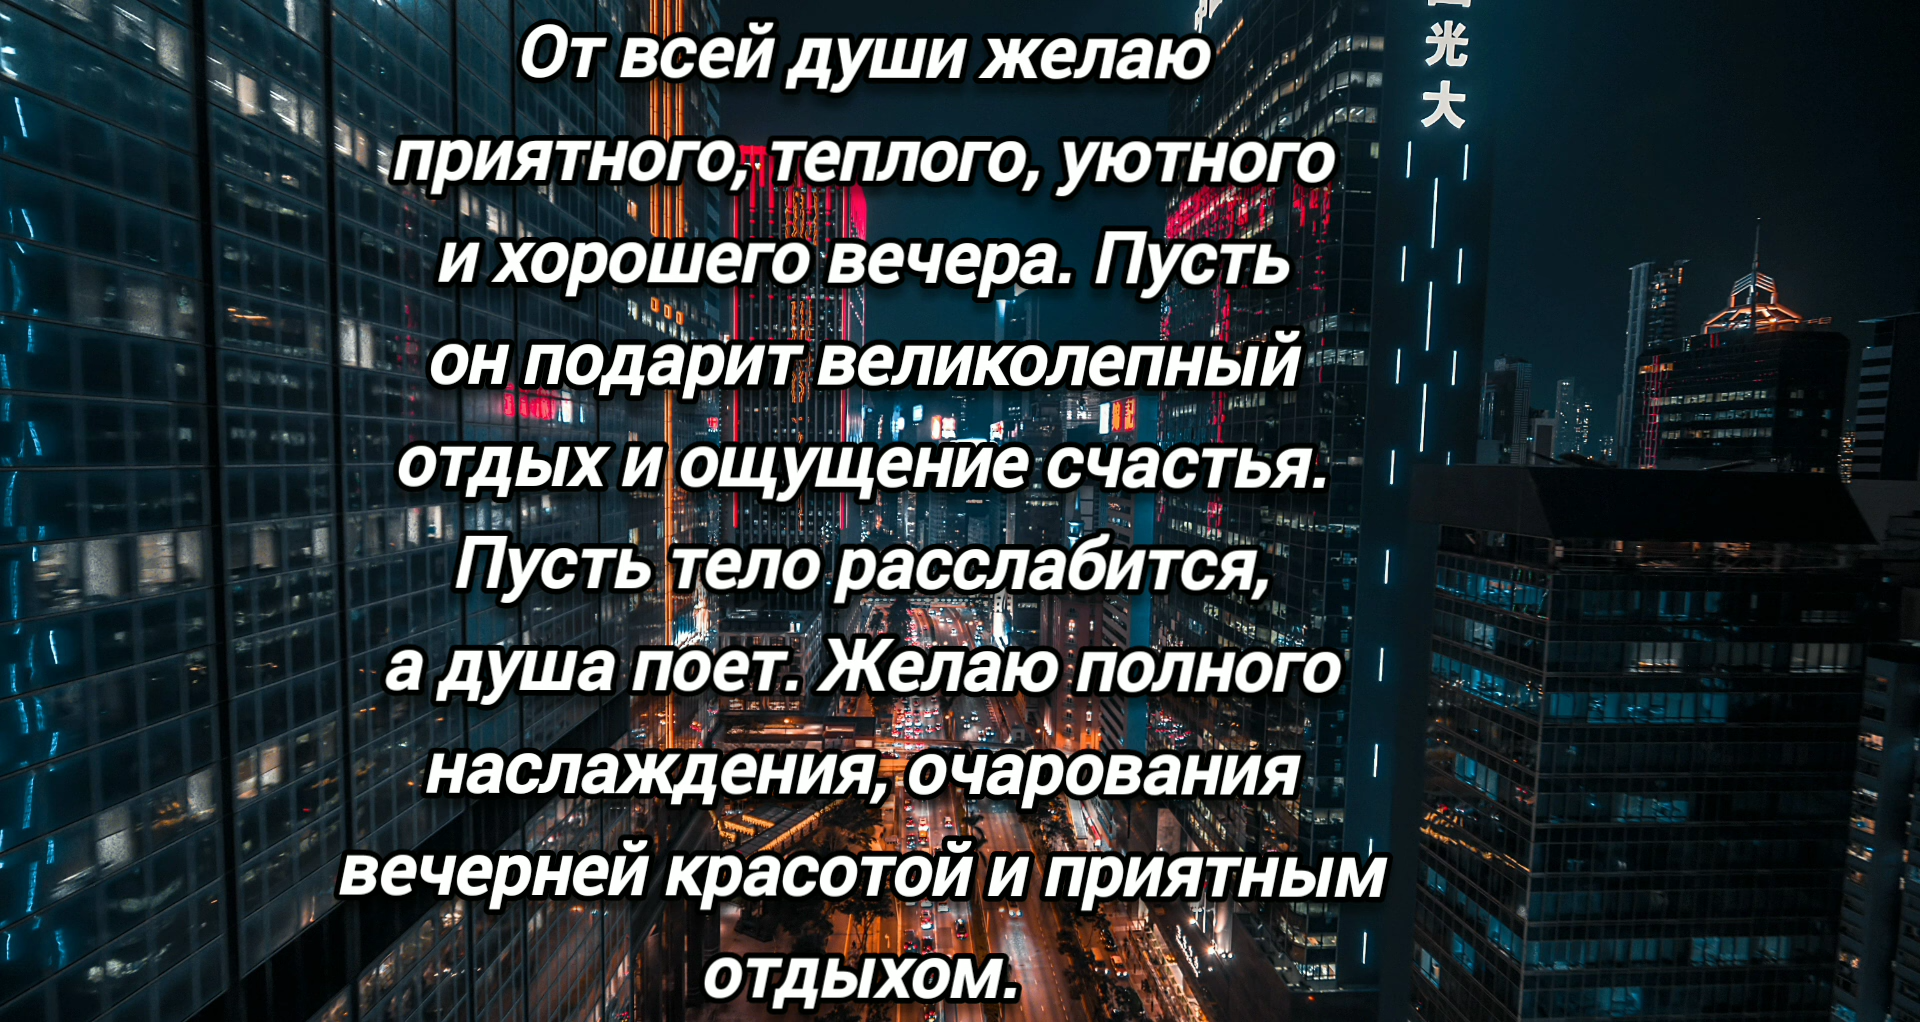 От всей души желаю
приятного, теплого, уютного
и хорошего вечера. Пусть
он подарит великолепный
отдых и ощущение счастья.
Пусть тело расслабится,
а душа поет. Желаю полного
наслаждения, очарования
вечерней красотой и приятным
отдыхом.
光
大